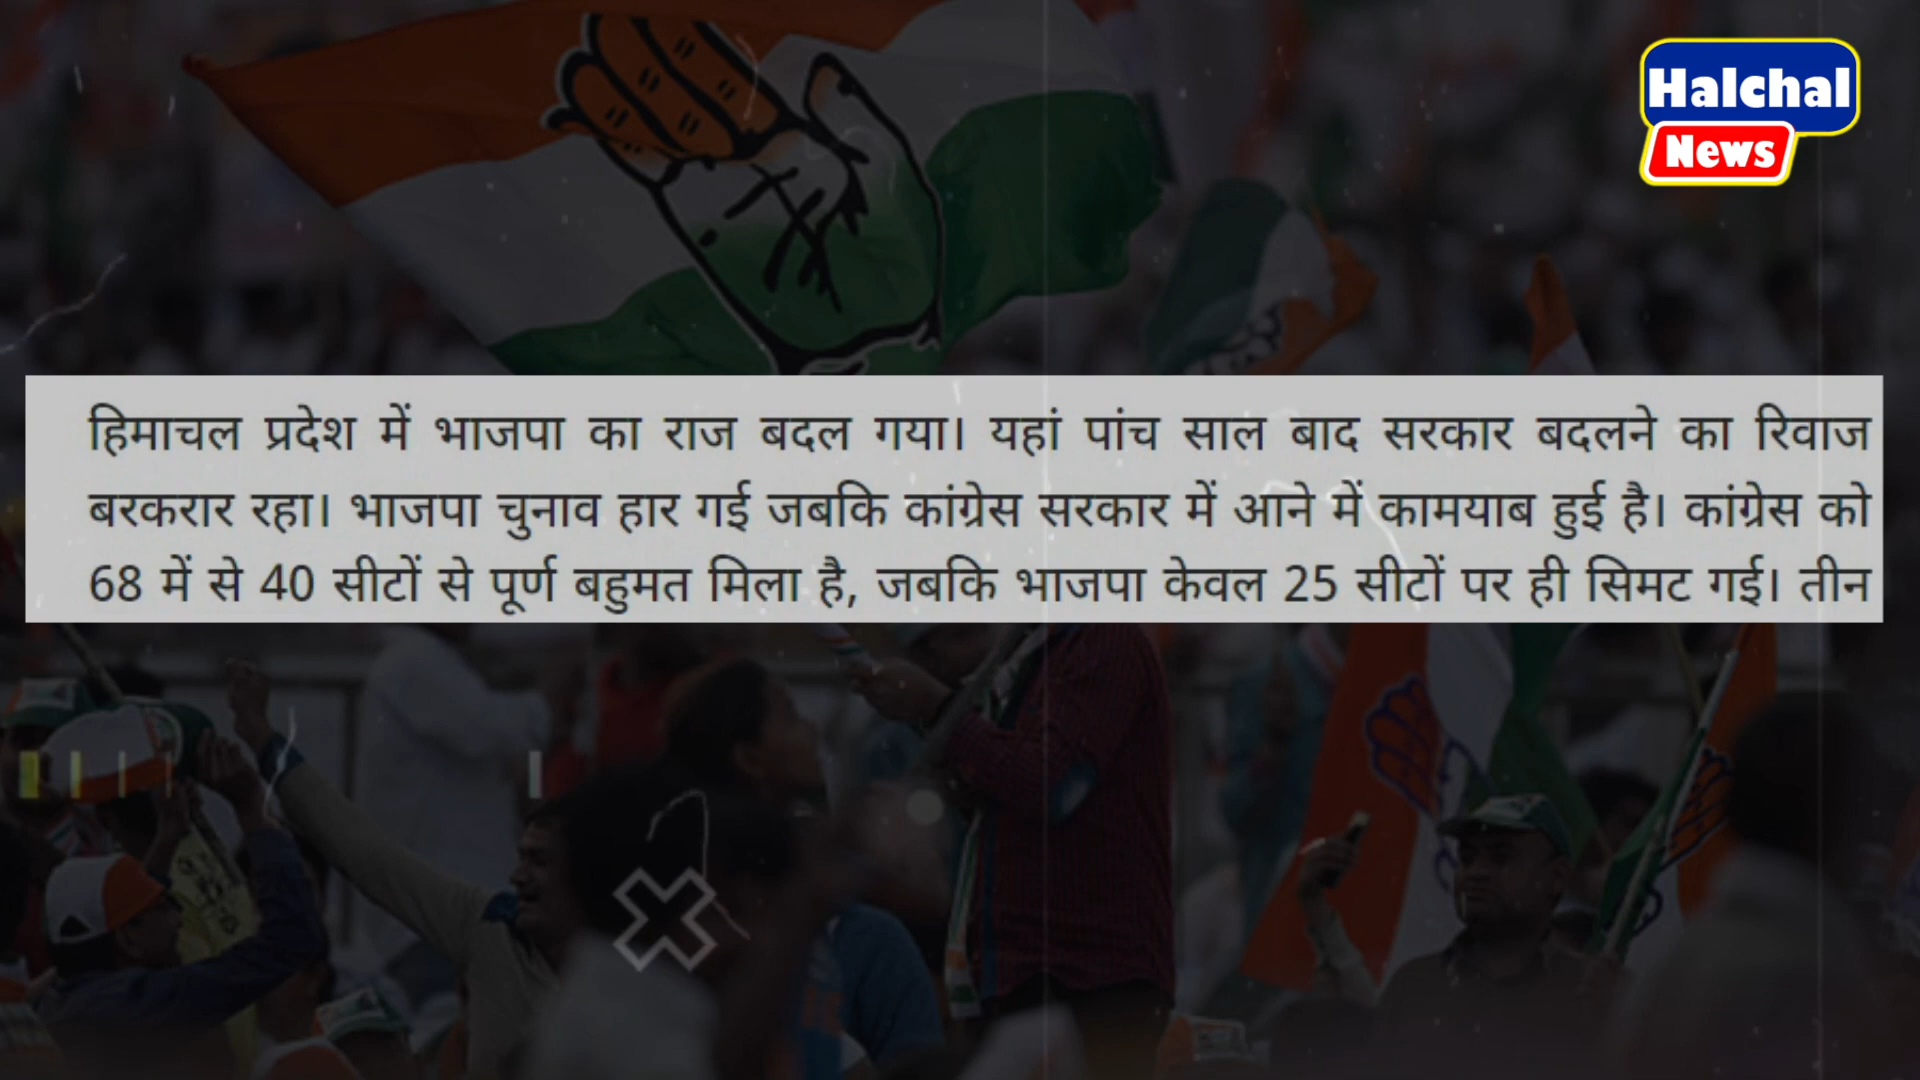 Halchal
News
हिमाचल प्रदेश में भाजपा का राज बदल गया। यहां पांच साल बाद सरकार बदलने का रिवाज
बरकरार रहा। भाजपा चुनाव हार गई जबकि कांग्रेस सरकार में आने में कामयाब हुई है। कांग्रेस को
68 में से 40 सीटों से पूर्ण बहुमत मिला है, जबकि भाजपा केवल 25 सीटों पर ही सिमट गई। तीन